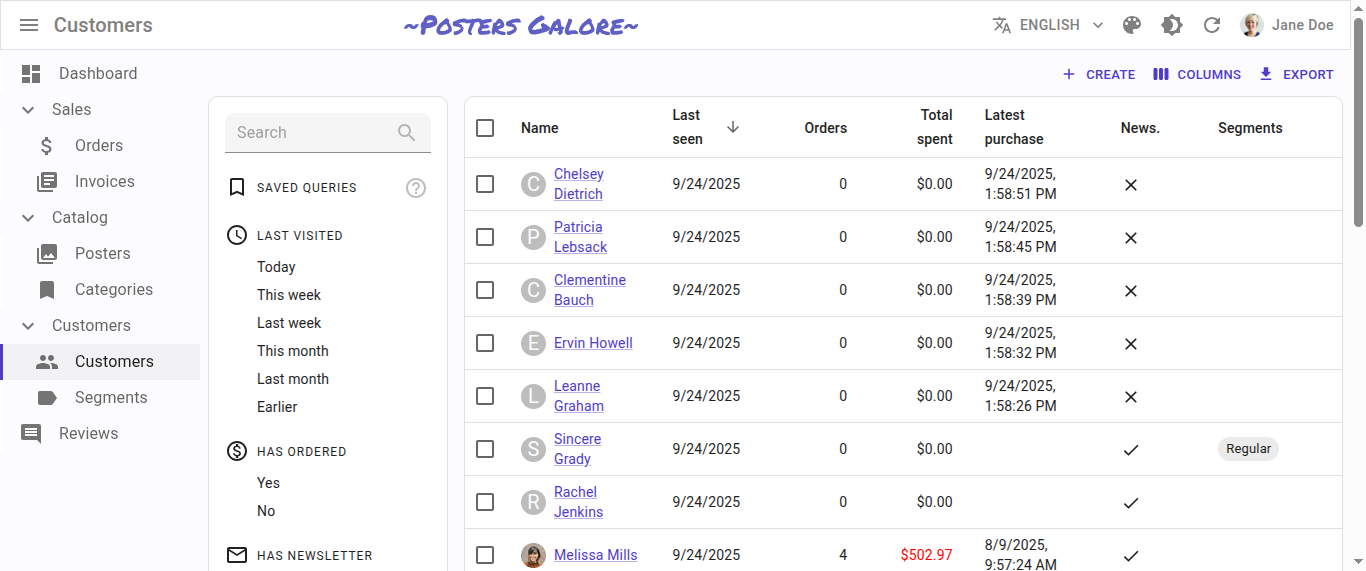 Customers
~Posters Galore~
ENGLISH
Jane Doe
Dashboard
Sales
Orders
Invoices
Catalog
Posters
Categories
Customers
Customers
Segments
Reviews
CREATE
COLUMNS
EXPORT
Search
SAVED QUERIES
?
LAST VISITED
Today
This week
Last week
This month
Last month
Earlier
HAS ORDERED
Yes
No
HAS NEWSLETTER
Name
Last
seen
Orders
Total
spent
Latest
purchase
News.
Segments
C
Chelsey
Dietrich
9/24/2025
0
$0.00
9/24/2025,
1:58:51 PM
P
Patricia
Lebsack
9/24/2025
0
$0.00
9/24/2025,
1:58:45 PM
C
Clementine
Bauch
9/24/2025
0
$0.00
9/24/2025,
1:58:39 PM
E
Ervin Howell
9/24/2025
0
$0.00
9/24/2025,
1:58:32 PM
L
Leanne
Graham
9/24/2025
0
$0.00
9/24/2025,
1:58:26 PM
S
Sincere
Grady
9/24/2025
0
$0.00
Regular
R
Rachel
Jenkins
9/24/2025
0
$0.00
Melissa Mills
9/24/2025
4
$502.97
8/9/2025,
9:57:24 AM